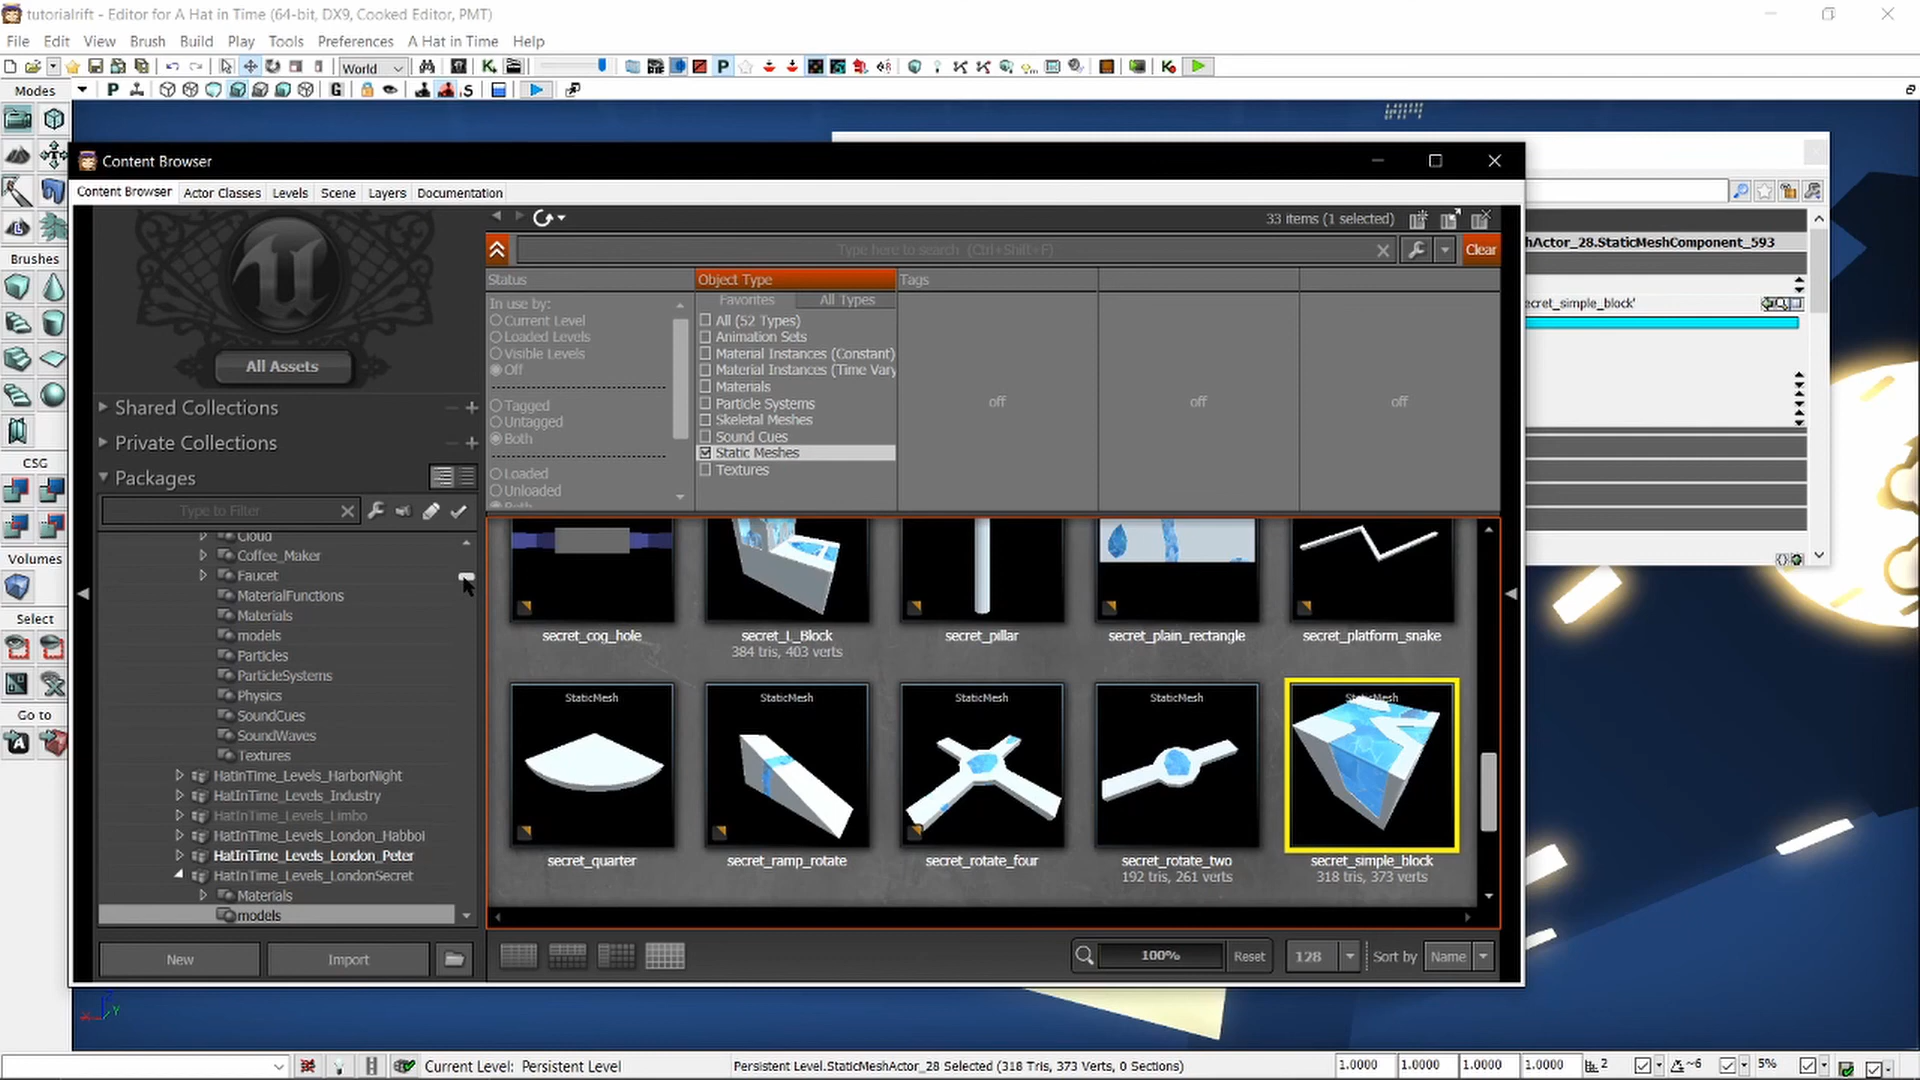 tutorialrift - Editor for A Hat in Time (64-bit, DX9, Cooked Editor, PMT)
File Edit View Brush Build Play Tools Preferences A Hat in Time Help
World
Modes
Content Browser
Content Browser Actor Classes Levels Scene Layers Documentation
33 items (1 selected)
Type here to search (Ctrl+Shift+F)
Clear
All Assets
Shared Collections
Private Collections
Packages
Type to Filter
Cloud
Coffee_Maker
Faucet
MaterialFunctions
Materials
models
Particles
ParticleSystems
Physics
SoundCues
SoundWaves
Textures
HatInTime_Levels_HarborNight
HatInTime_Levels_Industry
HatInTime_Levels_Limbo
HatInTime_Levels_London_Habboi
HatInTime_Levels_London_Peter
HatInTime_Levels_LondonSecret
Materials
models
New Import
Status
In use by:
Current Level
Loaded Levels
Visible Levels
Off
Tagged
Untagged
Both
Loaded
Unloaded
Both
Object Type
Favorites All Types
All (52 Types)
Animation Sets
Material Instances (Constant)
Material Instances (Time Vary
Materials
Particle Systems
Skeletal Meshes
Sound Cues
Static Meshes
Textures
Tags
off off off
secret_cog_hole
secret_L_Block
384 tris, 403 verts
secret_pillar
secret_plain_rectangle
secret_platform_snake
StaticMesh
secret_quarter
StaticMesh
secret_ramp_rotate
StaticMesh
secret_rotate_four
StaticMesh
secret_rotate_two
192 tris, 261 verts
StaticMesh
secret_simple_block
318 tris, 373 verts
100% Reset 128 Sort by Name
hActor_28.StaticMeshComponent_593
ecret_simple_block'
Brushes
CSG
Volumes
Select
Go to
Current Level: Persistent Level
Persistent Level.StaticMeshActor_28 Selected (318 Tris, 373 Verts, 0 Sections)
1.0000 1.0000 1.0000 1.0000 2 ~6 5%